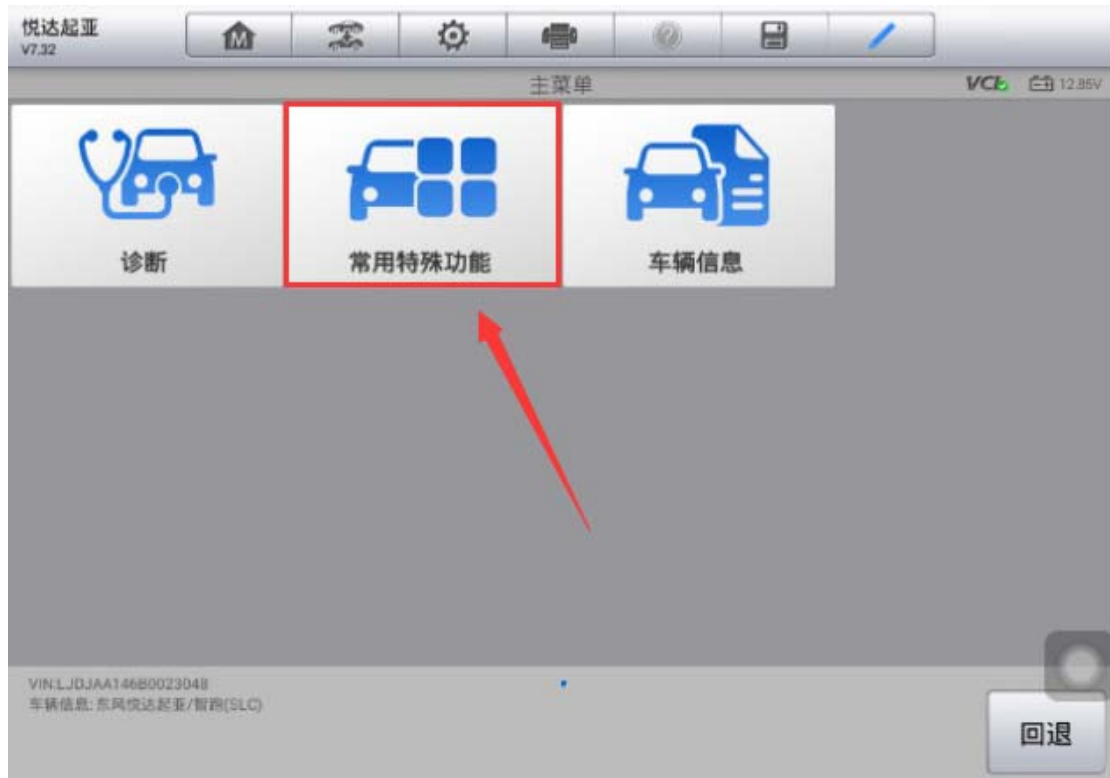 悦达起亚
V7.32
M
主菜单
VCI
12.85V
诊断
常用特殊功能
车辆信息
VIN:LJDJAA146B0023048
车辆信息: 东风悦达起亚/智跑(SLC)
回退